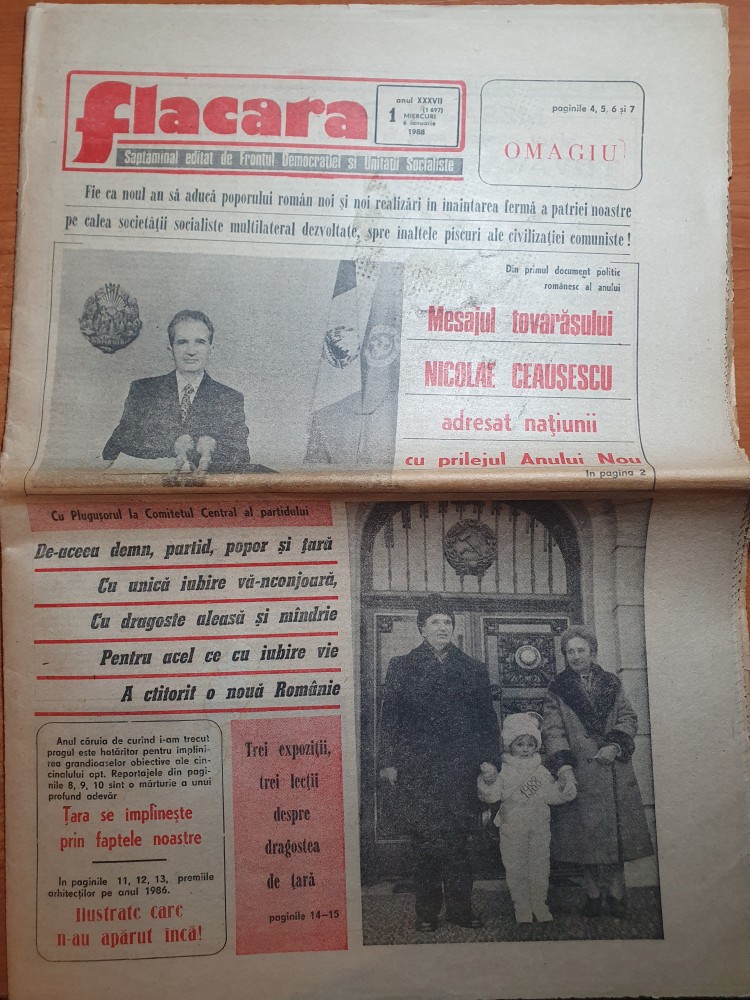 flacara
anul XXXVII
1
(1 697)
MIERCURI
6 ianuarie
1988
Saptaminal editat de Frontul Democratiei si Unitatii Socialiste
paginile 4, 5, 6 și 7
OMAGIU
Fie ca noul an să aducă poporului român noi și noi realizări în înaintarea fermă a patriei noastre
pe calea societății socialiste multilateral dezvoltate, spre înaltele piscuri ale civilizației comuniste !
Din primul document politic
românesc al anului
Mesajul tovarășului
NICOLAE CEAUȘESCU
adresat națiunii
cu prilejul Anului Nou
In pagina 2
Cu Plugușorul la Comitetul Central al partidului
De-aceea demn, partid, popor și țară
Cu unică iubire vă-nconjoară,
Cu dragoste aleasă și mîndrie
Pentru acel ce cu iubire vie
A ctitorit o nouă Românie
Anul căruia de curînd i-am trecut
pragul este hotărîtor pentru implini-
rea grandioaselor obiective ale cin-
cinalului opt. Reportajele din pagi-
nile 8, 9, 10 sint o mărturie a unui
profund adevăr
Țara se implinește
prin faptele noastre
In paginile 11, 12, 13, premiile
arhitecților pe anul 1986.
Ilustrate care
n-au apărut încă!
Trei expoziții,
trei lecții
despre
dragostea
de țară
paginile 14—15
1988